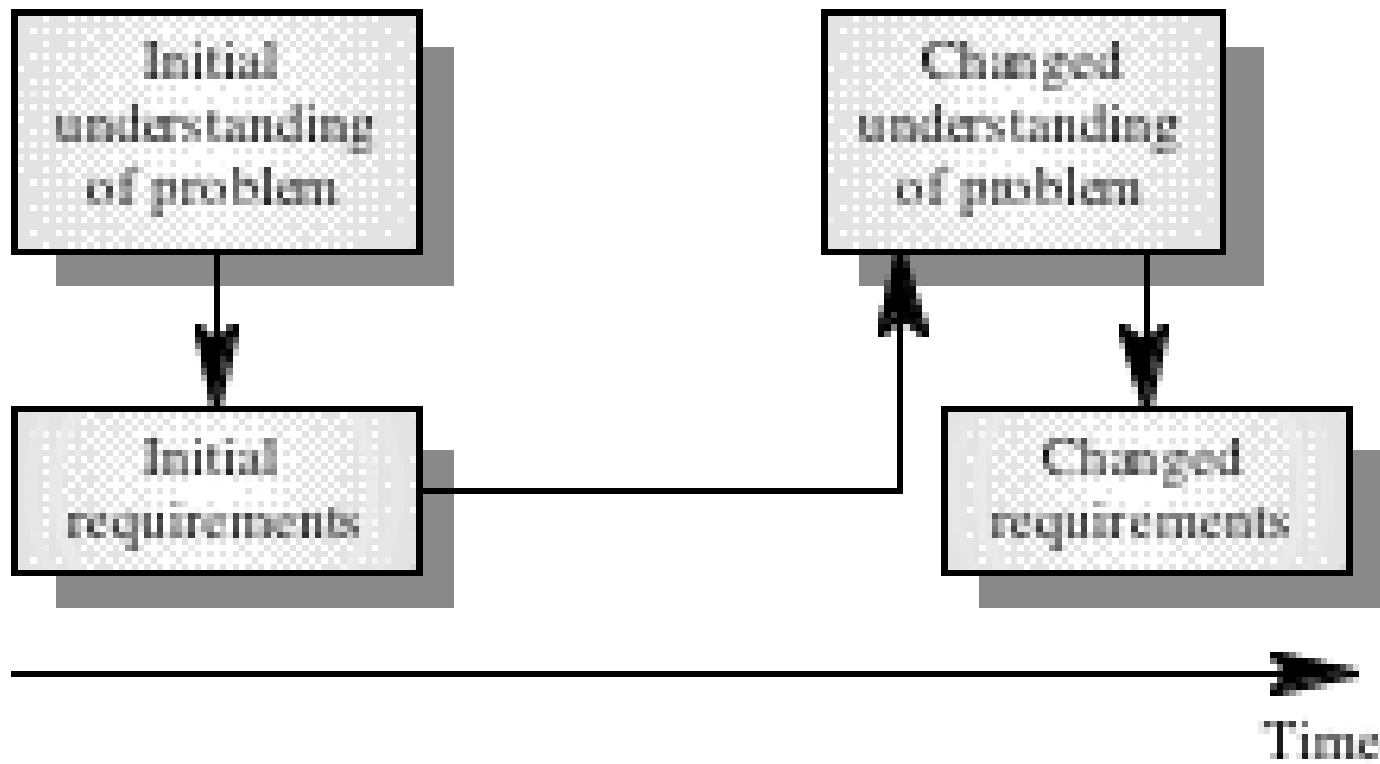 Initial
understanding
of problem
Changed
understanding
of problem
Initial
requirements
Changed
requirements
Time